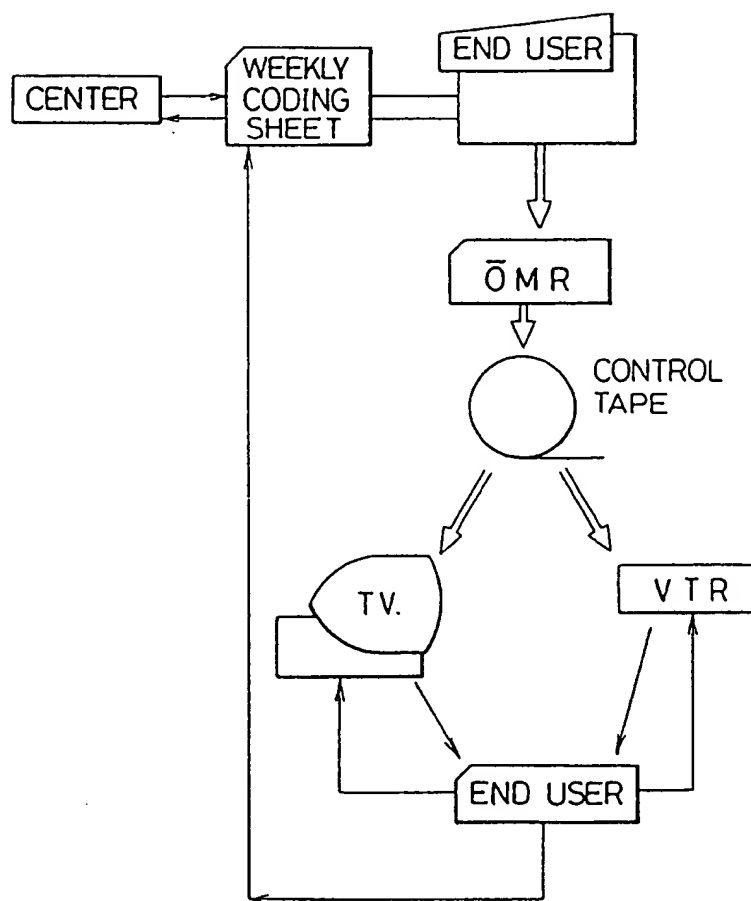 END USER
WEEKLY
CODING
SHEET
CENTER
ŌMR
CONTROL
TAPE
TV.
VTR
END USER